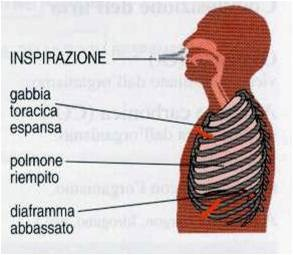 INSPIRAZIONE
gabbia
toracica
espansa
polmone
riempito
diaframma
abbassato